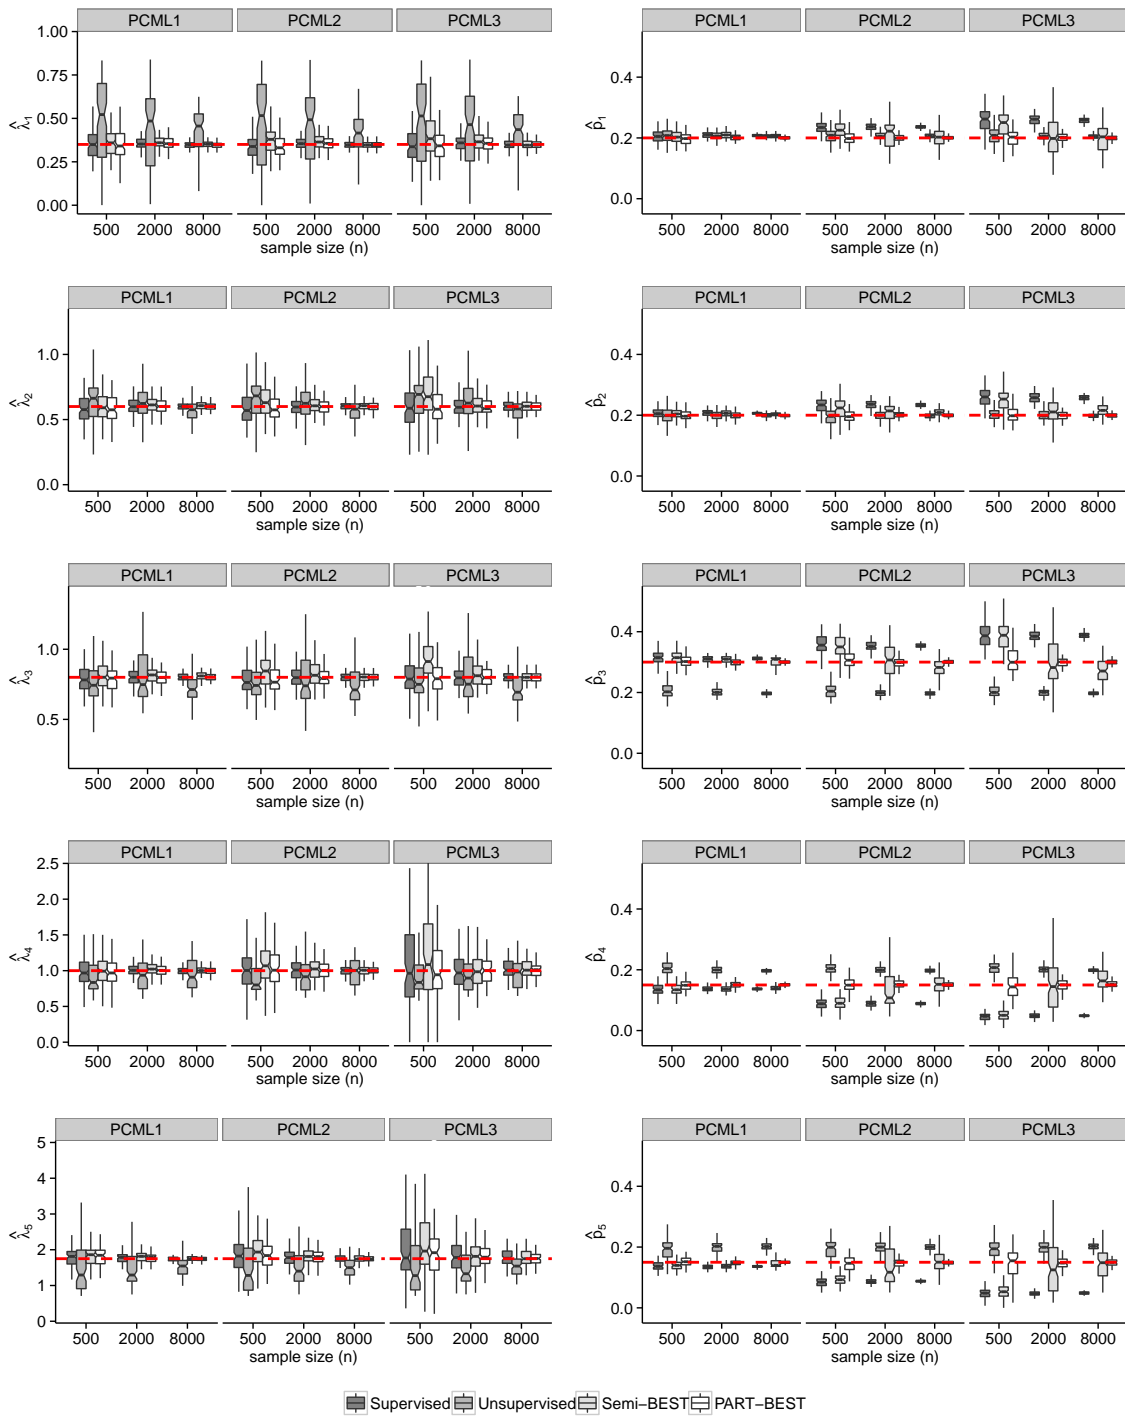 PCML1 PCML2 PCML3
1.00
0.75
0.50
0.25
0.00
λ̂1
500 2000 8000 500 2000 8000 500 2000 8000
sample size (n)
PCML1 PCML2 PCML3
0.4
0.2
0.0
p̂1
500 2000 8000 500 2000 8000 500 2000 8000
sample size (n)
PCML1 PCML2 PCML3
1.0
0.5
0.0
λ̂2
500 2000 8000 500 2000 8000 500 2000 8000
sample size (n)
PCML1 PCML2 PCML3
0.4
0.2
0.0
p̂2
500 2000 8000 500 2000 8000 500 2000 8000
sample size (n)
PCML1 PCML2 PCML3
1.0
0.5
λ̂3
500 2000 8000 500 2000 8000 500 2000 8000
sample size (n)
PCML1 PCML2 PCML3
0.4
0.2
0.0
p̂3
500 2000 8000 500 2000 8000 500 2000 8000
sample size (n)
PCML1 PCML2 PCML3
2.5
2.0
1.5
1.0
0.5
0.0
λ̂4
500 2000 8000 500 2000 8000 500 2000 8000
sample size (n)
PCML1 PCML2 PCML3
0.4
0.2
0.0
p̂4
500 2000 8000 500 2000 8000 500 2000 8000
sample size (n)
PCML1 PCML2 PCML3
5
4
3
2
1
0
λ̂5
500 2000 8000 500 2000 8000 500 2000 8000
sample size (n)
PCML1 PCML2 PCML3
0.4
0.2
0.0
p̂5
500 2000 8000 500 2000 8000 500 2000 8000
sample size (n)
Supervised Unsupervised Semi−BEST PART−BEST